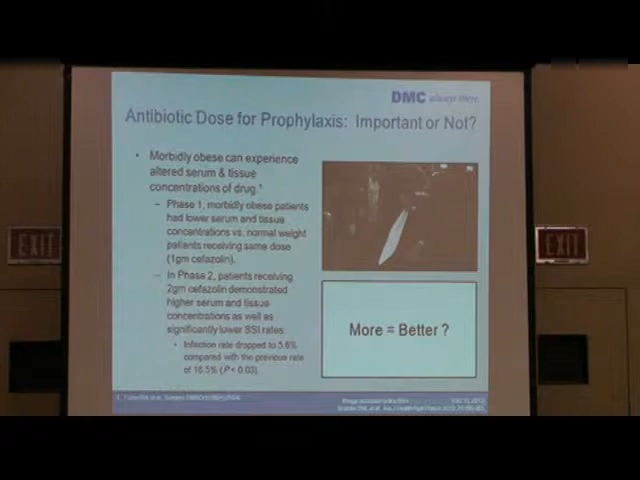 DMC always there.
Antibiotic Dose for Prophylaxis: Important or Not?
• Morbidly obese can experience
altered serum & tissue
concentrations of drug.¹
– Phase 1, morbidly obese patients
had lower serum and tissue
concentrations vs. normal weight
patients receiving same dose
(1gm cefazolin).
– In Phase 2, patients receiving
2gm cefazolin demonstrated
higher serum and tissue
concentrations as well as
significantly lower SSI rates.
• Infection rate dropped to 5.6%
compared with the previous rate
of 16.5% (P < 0.03).
More = Better ?
EXIT
EXIT